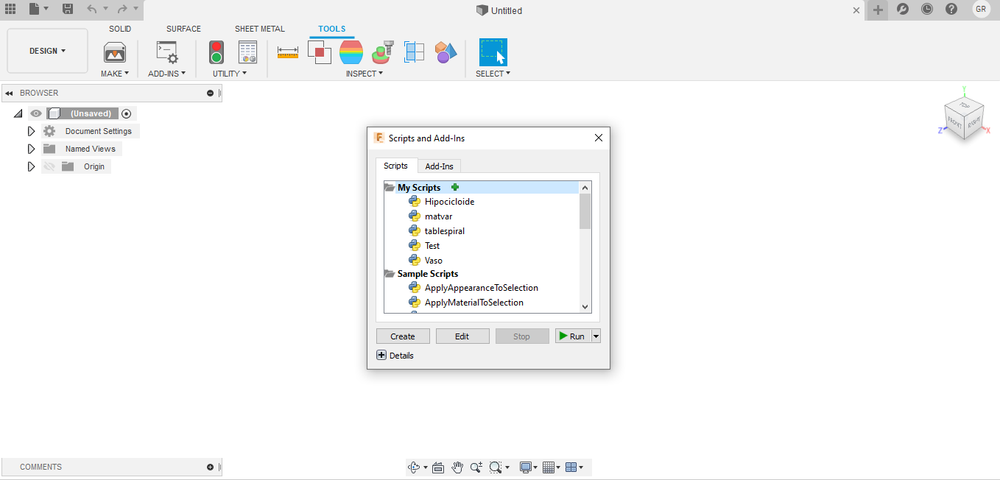 Untitled
GR
SOLID SURFACE SHEET METAL TOOLS
DESIGN
MAKE ADD-INS UTILITY INSPECT SELECT
BROWSER
(Unsaved)
Document Settings
Named Views
Origin
Y
TOP
FRONT RIGHT
Z X
F Scripts and Add-Ins
Scripts Add-Ins
My Scripts
Hipocicloide
matvar
tablespiral
Test
Vaso
Sample Scripts
ApplyAppearanceToSelection
ApplyMaterialToSelection
Create Edit Stop Run
Details
COMMENTS